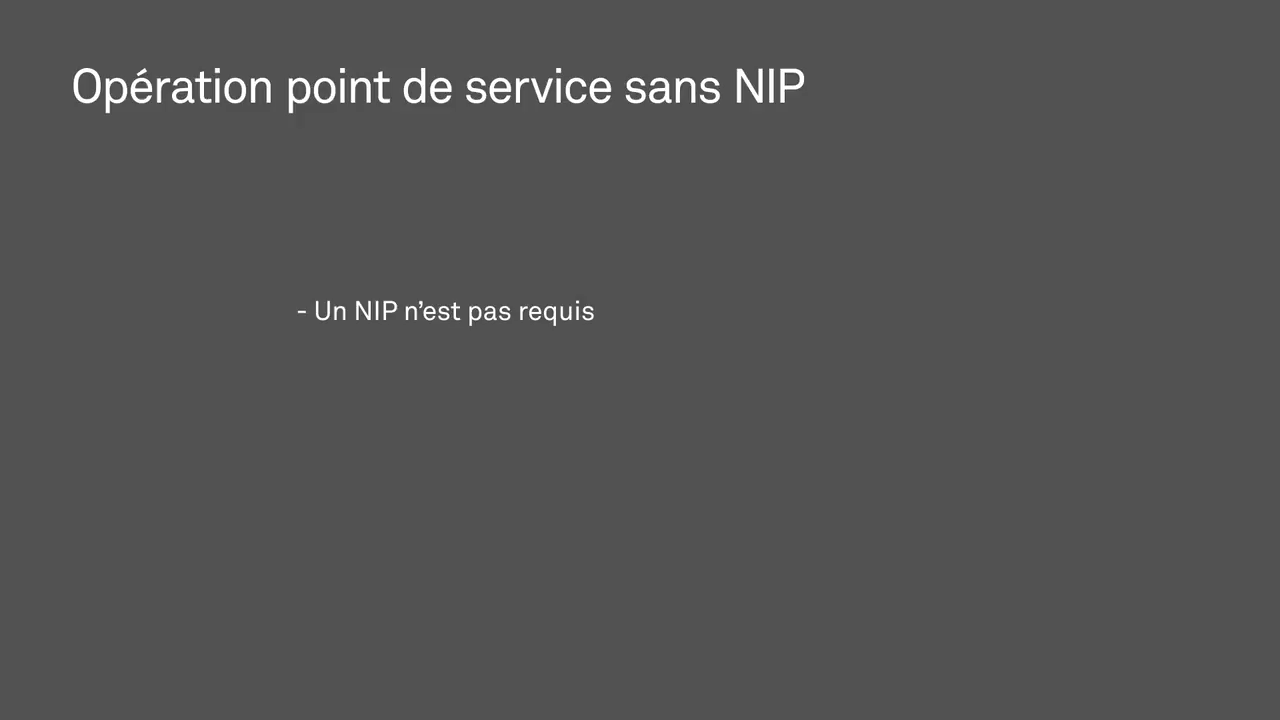 Opération point de service sans NIP
- Un NIP n’est pas requis